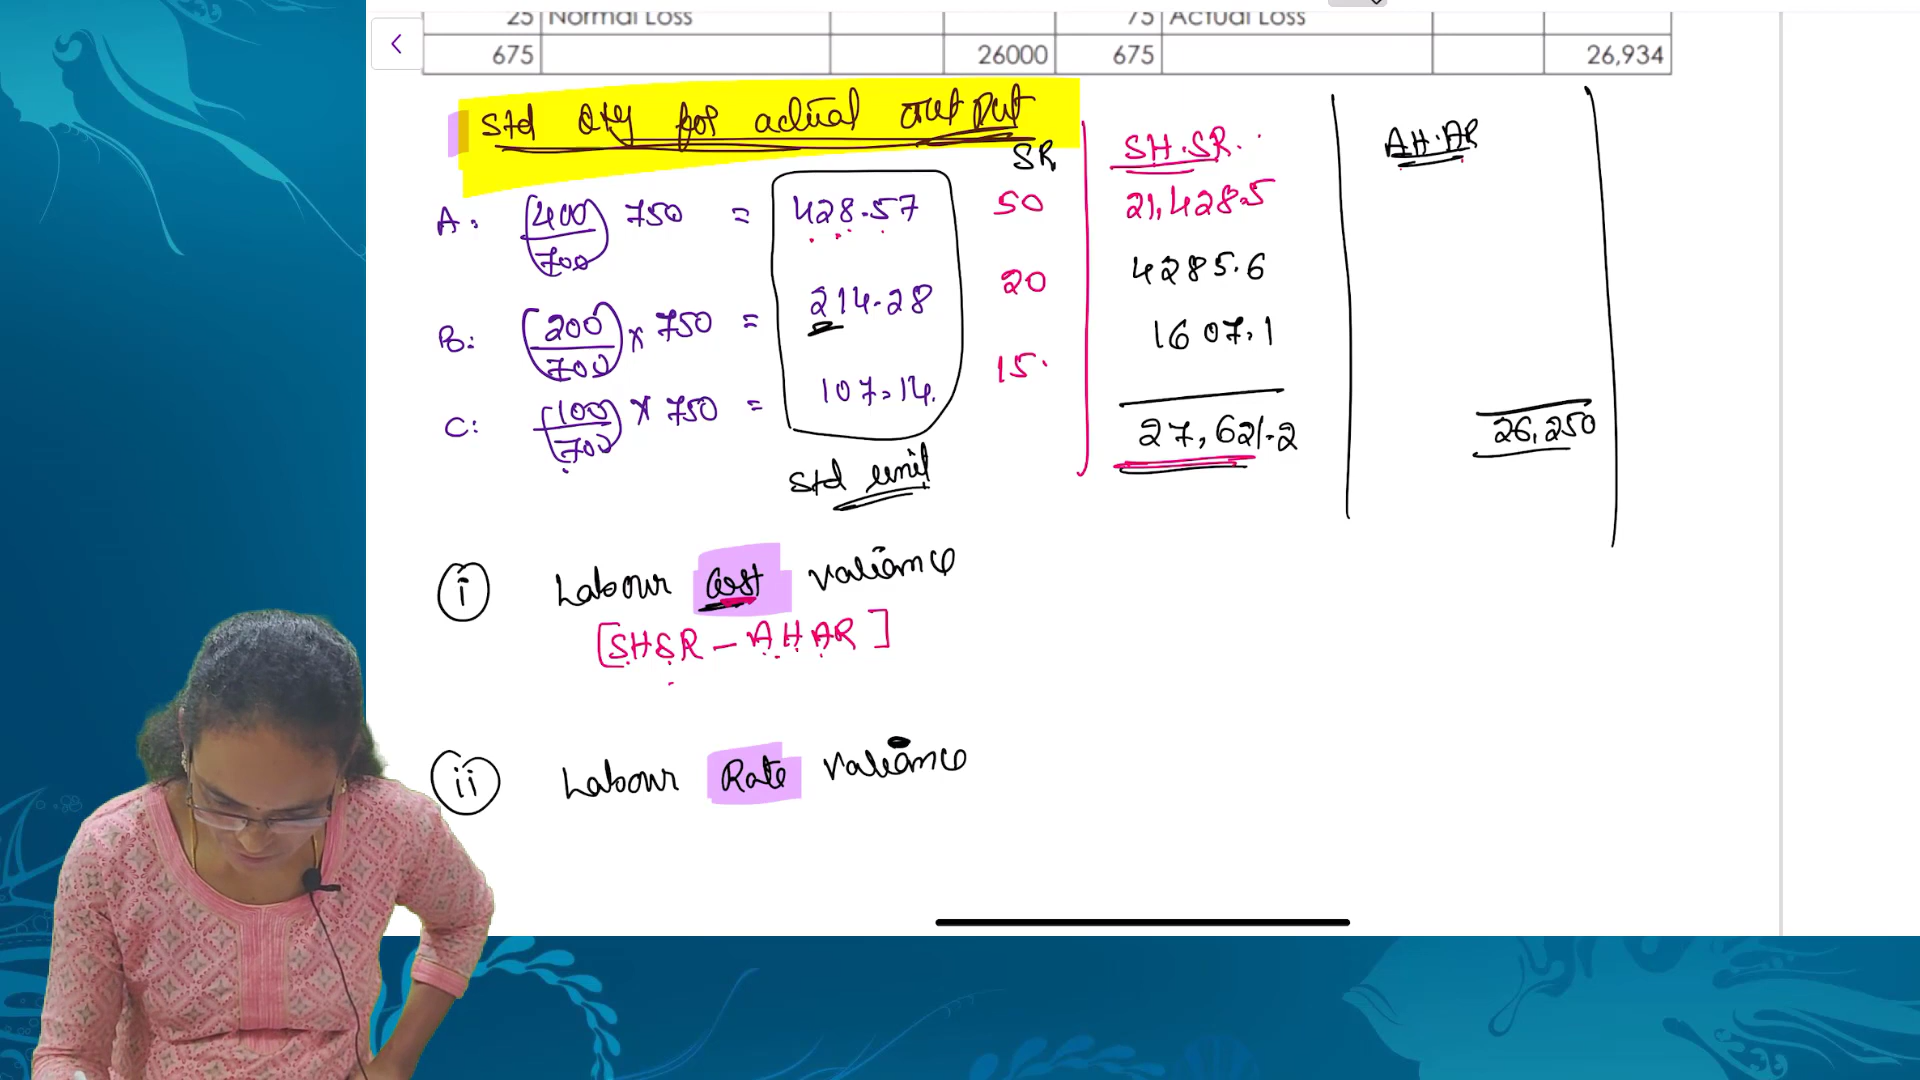 25 Normal Loss 75 Actual Loss
675 26000 675 26,934
Std Qty for actual output
SR SH.SR. AH.AR
A: (400/700) 750 = 428.57 50 21,428.5
B: (200/700) x 750 = 214.28 20 4285.6
C: (100/700) x 750 = 107.14. 15. 1607.1
27,621.2 26,250
Std unit
i Labour Cost Variance
[SHSR - AHAR]
ii Labour Rate Variance